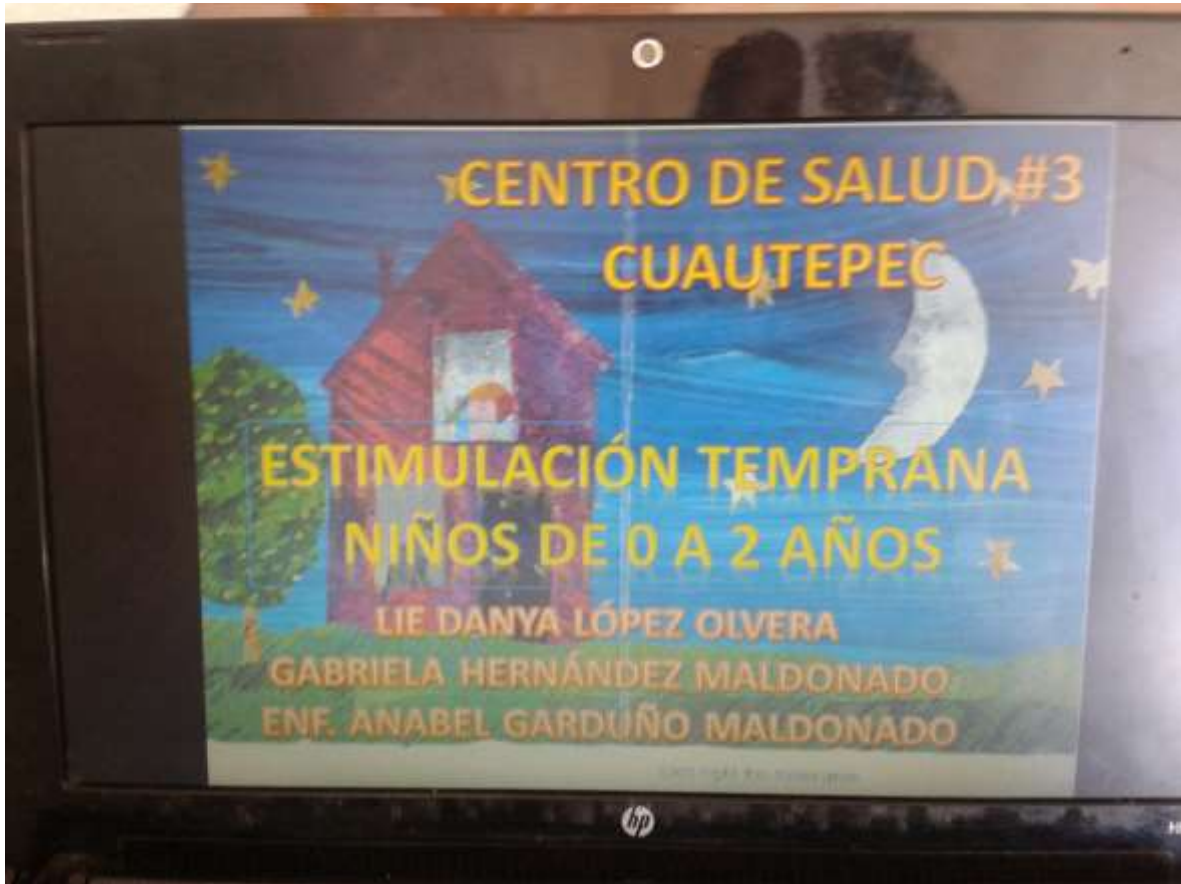 CENTRO DE SALUD #3
CUAUTEPEC
ESTIMULACIÓN TEMPRANA
NIÑOS DE 0 A 2 AÑOS
LIE DANYA LÓPEZ OLVERA
GABRIELA HERNÁNDEZ MALDONADO
ENF. ANABEL GARDUÑO MALDONADO
hp